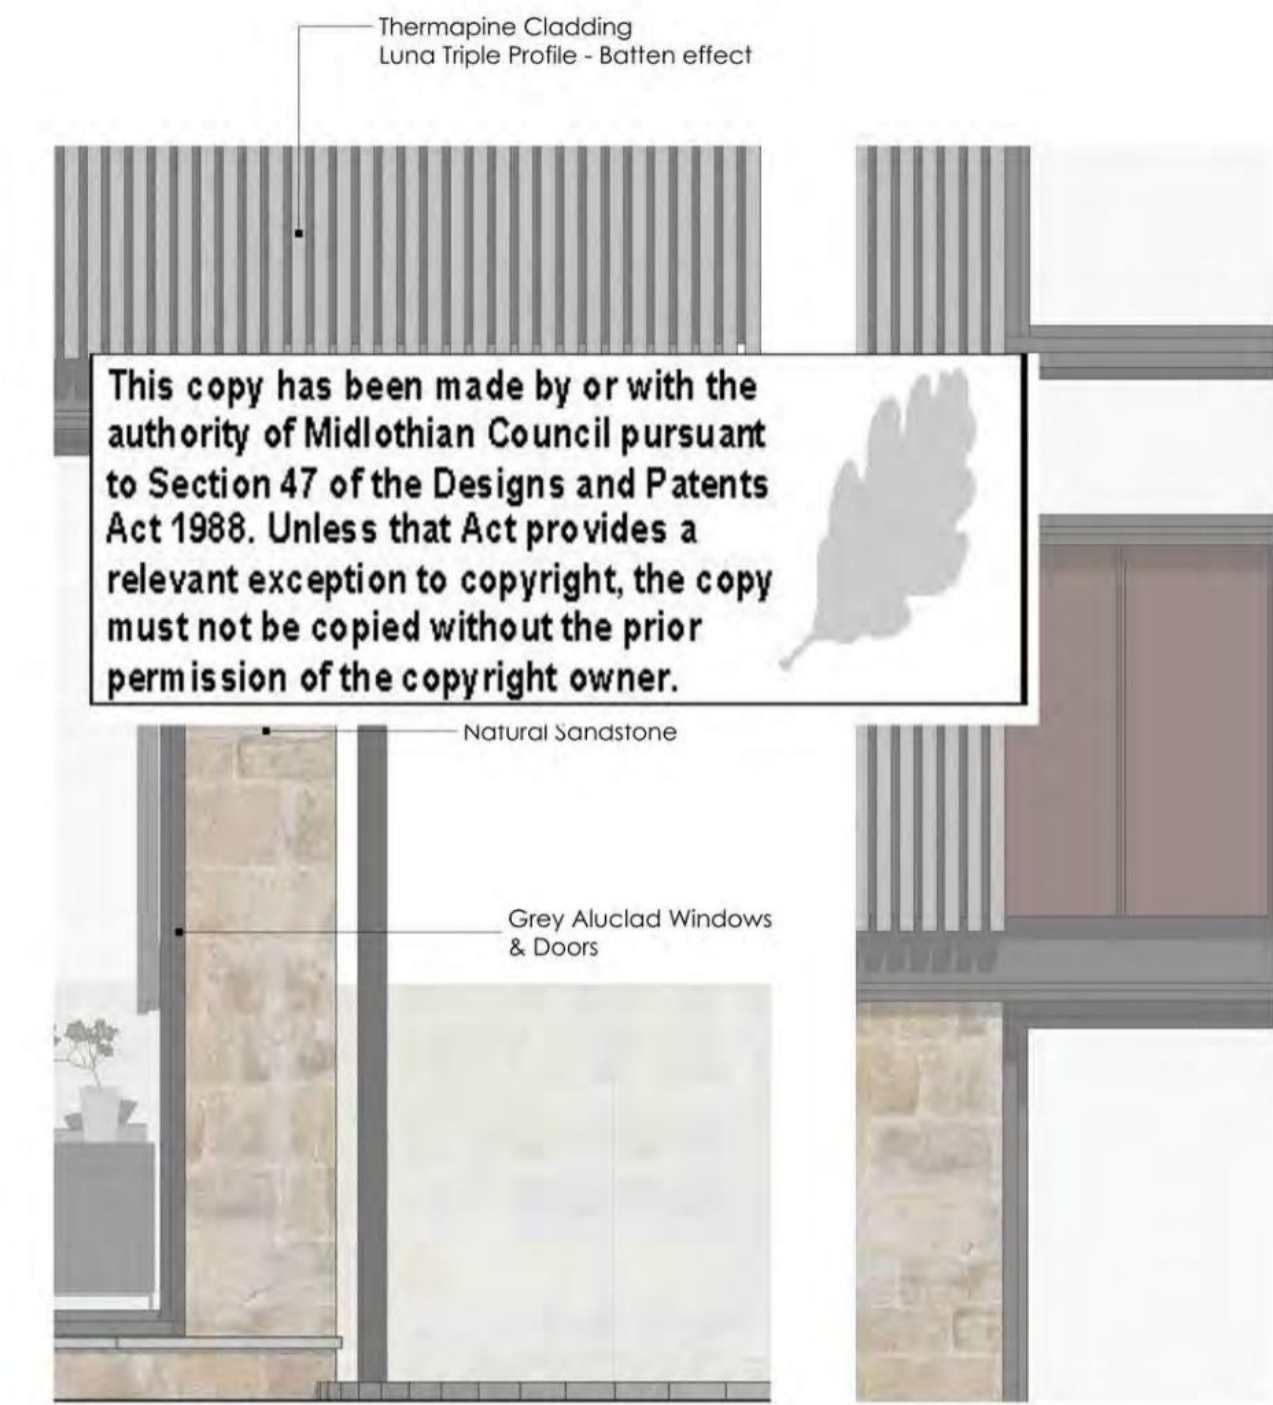 Thermapine Cladding
Luna Triple Profile - Batten effect
This copy has been made by or with the
authority of Midlothian Council pursuant
to Section 47 of the Designs and Patents
Act 1988. Unless that Act provides a
relevant exception to copyright, the copy
must not be copied without the prior
permission of the copyright owner.
Natural Sandstone
Grey Aluclad Windows
& Doors